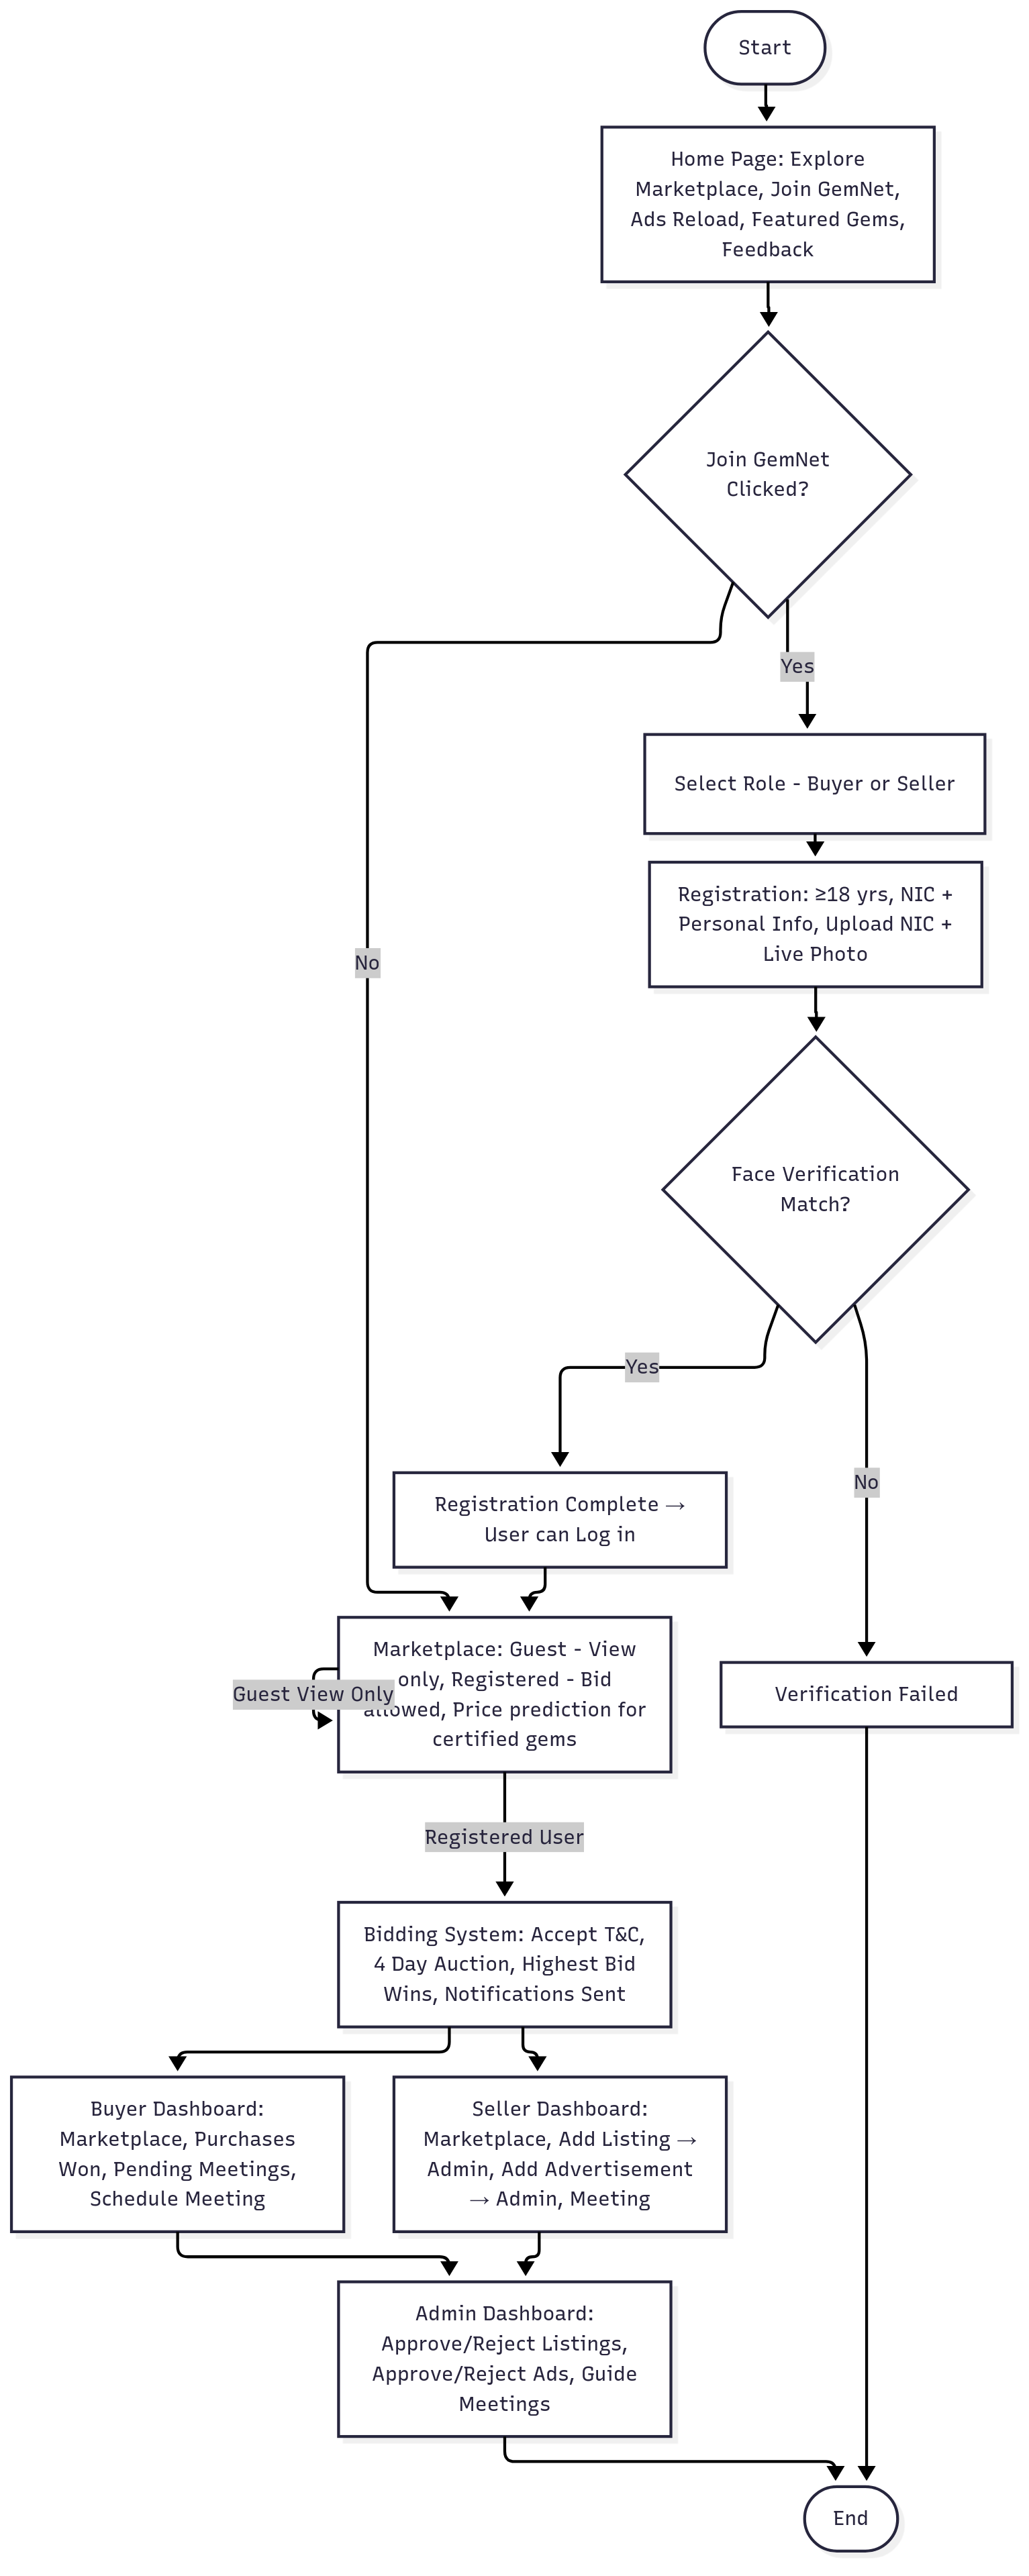 Start
Home Page: Explore
Marketplace, Join GemNet,
Ads Reload, Featured Gems,
Feedback
Join GemNet
Clicked?
Yes
Select Role - Buyer or Seller
Registration: ≥18 yrs, NIC +
Personal Info, Upload NIC +
Live Photo
No
Face Verification
Match?
Yes
No
Registration Complete →
User can Log in
Marketplace: Guest - View
only, Registered - Bid
allowed, Price prediction for
certified gems
Guest View Only
Verification Failed
Registered User
Bidding System: Accept T&C,
4 Day Auction, Highest Bid
Wins, Notifications Sent
Buyer Dashboard:
Marketplace, Purchases
Won, Pending Meetings,
Schedule Meeting
Seller Dashboard:
Marketplace, Add Listing →
Admin, Add Advertisement
→ Admin, Meeting
Admin Dashboard:
Approve/Reject Listings,
Approve/Reject Ads, Guide
Meetings
End